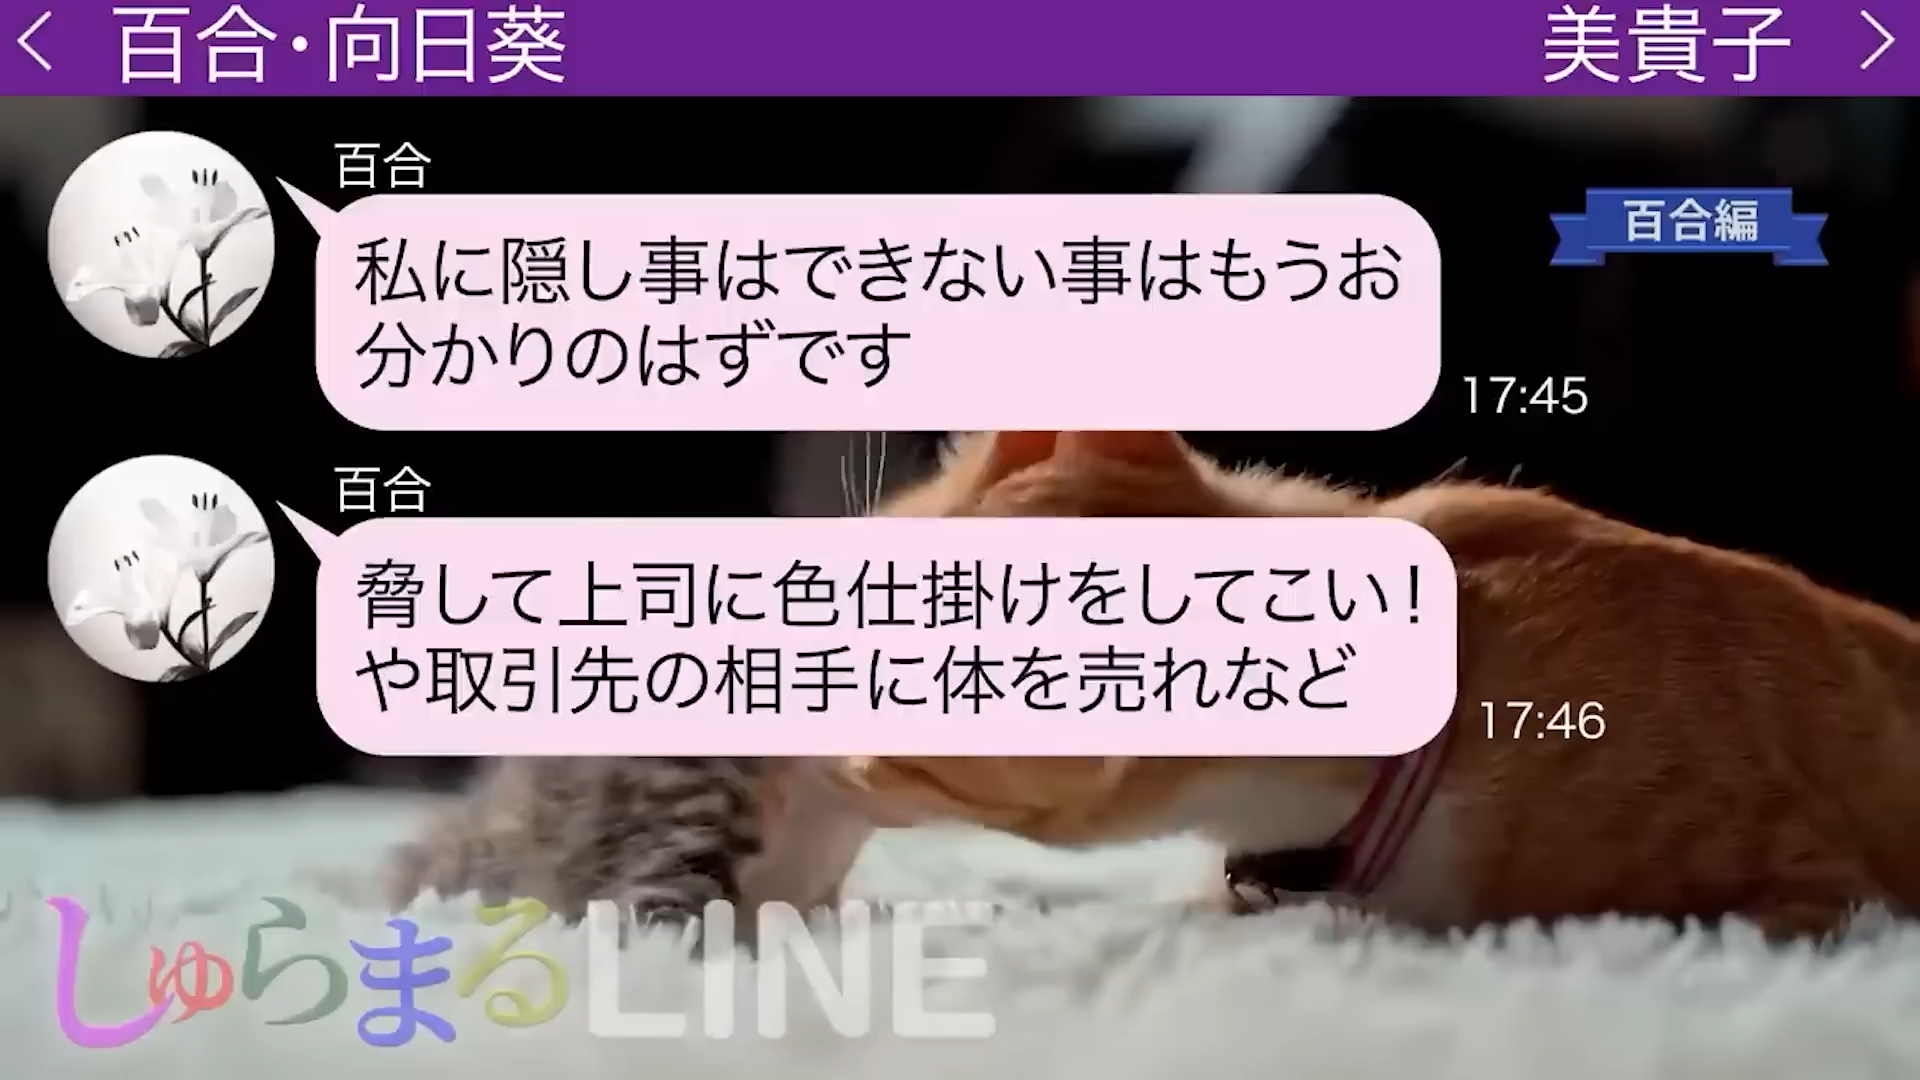 百合・向日葵
美貴子
百合
百合編
私に隠し事はできない事はもうお
分かりのはずです
17:45
百合
脅して上司に色仕掛けをしてこい！
や取引先の相手に体を売れなど
17:46
しゅらまるLINE